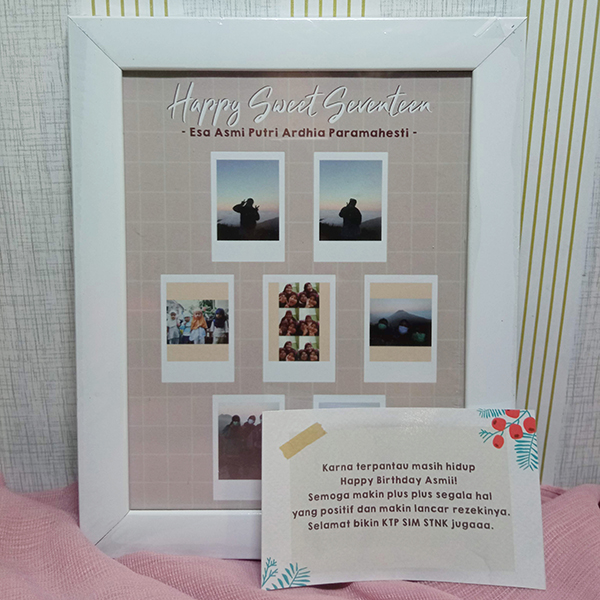 Happy Sweet Seventeen
- Esa Asmi Putri Ardhia Paramahesti -
Karna terpantau masih hidup
Happy Birthday Asmii!
Semoga makin plus plus segala hal
yang positif dan makin lancar rezekinya.
Selamat bikin KTP SIM STNK jugaaa.